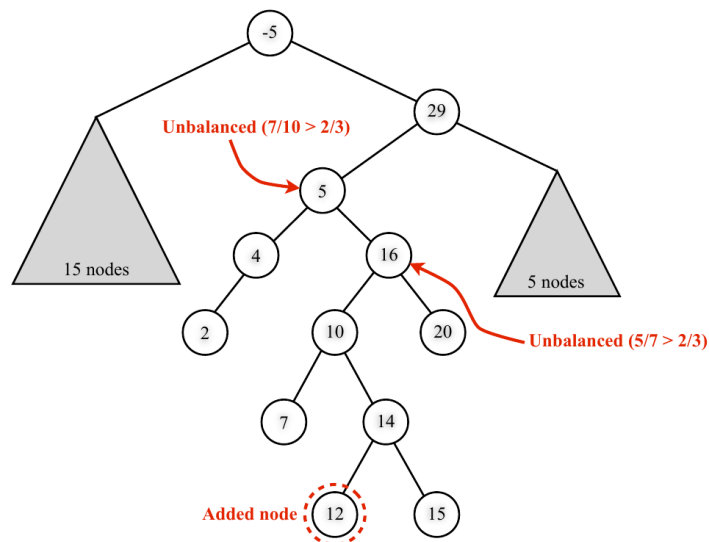 -5
29
Unbalanced (7/10 > 2/3)
5
4
16
15 nodes
5 nodes
2
10
20
Unbalanced (5/7 > 2/3)
7
14
Added node
12
15